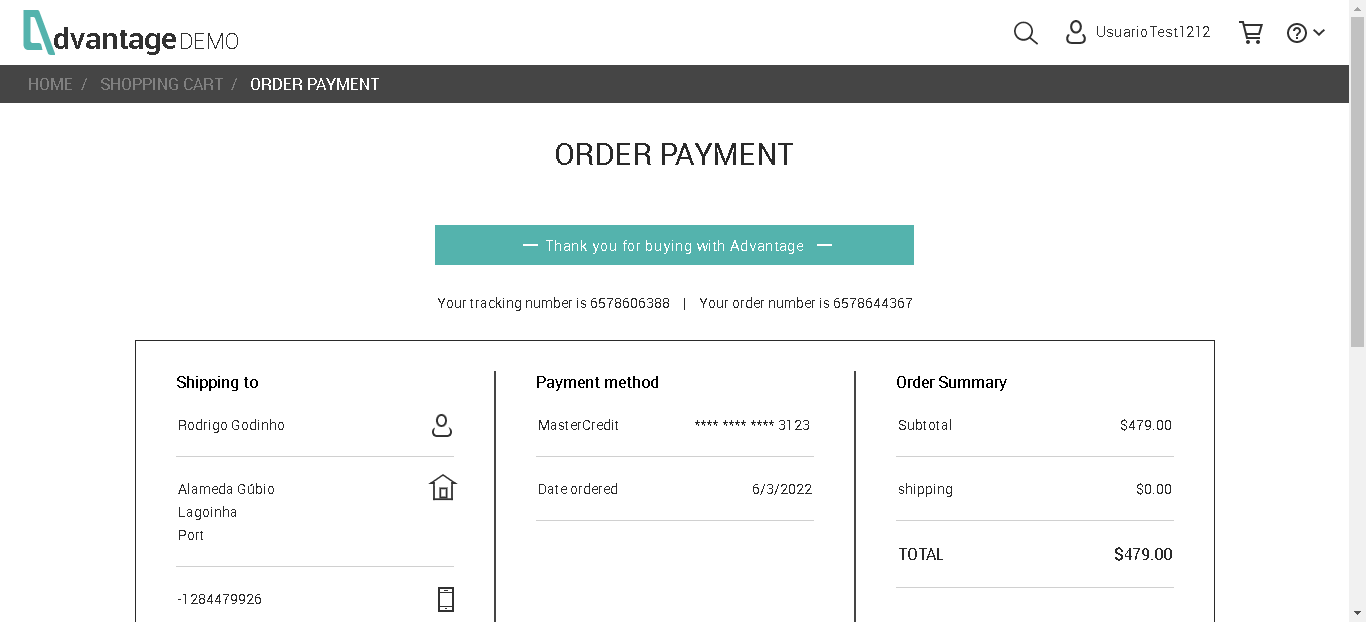 AdvantageDEMO
UsuarioTest1212
HOME / SHOPPING CART / ORDER PAYMENT
ORDER PAYMENT
— Thank you for buying with Advantage —
Your tracking number is 6578606388 | Your order number is 6578644367
Shipping to
Rodrigo Godinho
Alameda Gúbio
Lagoinha
Port
-1284479926
Payment method
MasterCredit **** **** **** 3123
Date ordered 6/3/2022
Order Summary
Subtotal $479.00
shipping $0.00
TOTAL $479.00